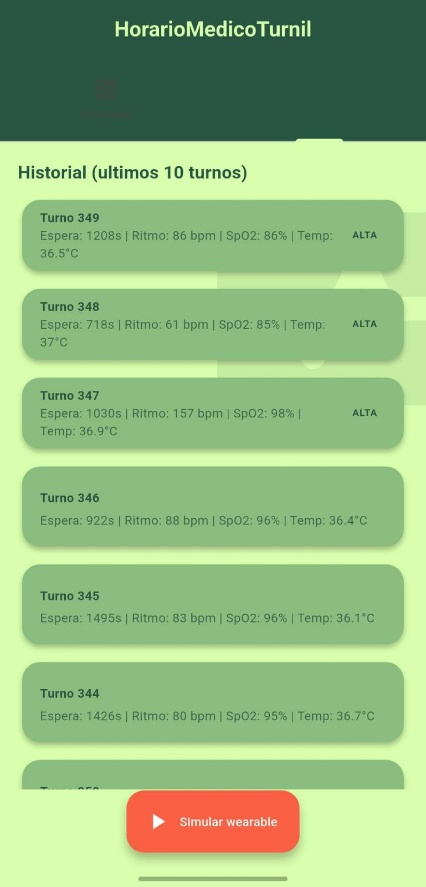 HorarioMedicoTurnil
Historial (ultimos 10 turnos)
Turno 349
Espera: 1208s | Ritmo: 86 bpm | SpO2: 86% | Temp:
36.5°C
ALTA
Turno 348
Espera: 718s | Ritmo: 61 bpm | SpO2: 85% | Temp:
37°C
ALTA
Turno 347
Espera: 1030s | Ritmo: 157 bpm | SpO2: 98% |
Temp: 36.9°C
ALTA
Turno 346
Espera: 922s | Ritmo: 88 bpm | SpO2: 96% | Temp: 36.4°C
Turno 345
Espera: 1495s | Ritmo: 83 bpm | SpO2: 96% | Temp: 36.1°C
Turno 344
Espera: 1426s | Ritmo: 80 bpm | SpO2: 95% | Temp: 36.7°C
Simular wearable